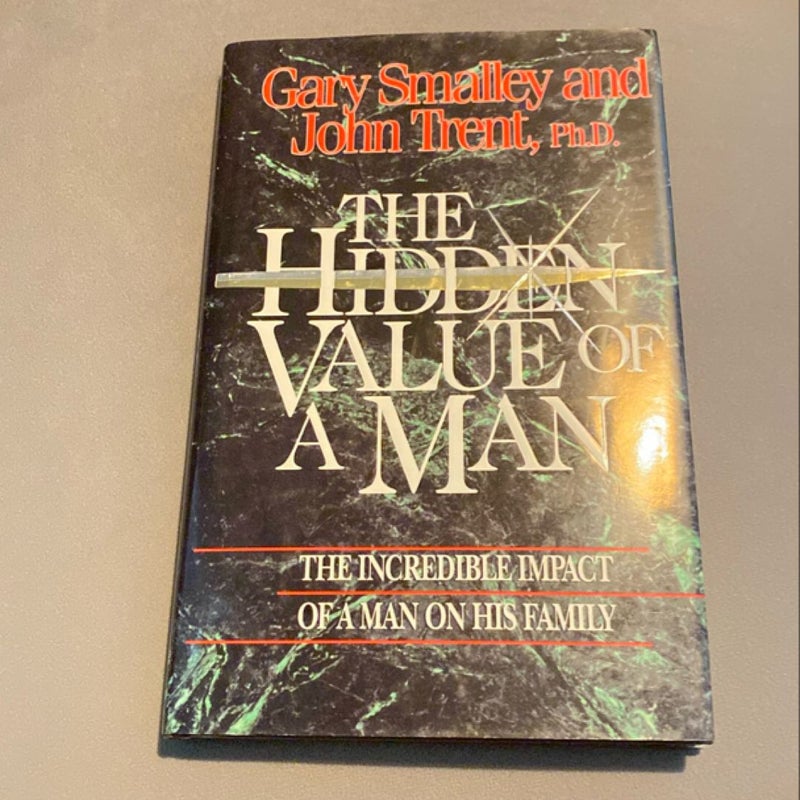 Gary Smalley and
John Trent, Ph.D.
THE
HIDDEN
VALUE OF
A MAN
THE INCREDIBLE IMPACT
OF A MAN ON HIS FAMILY